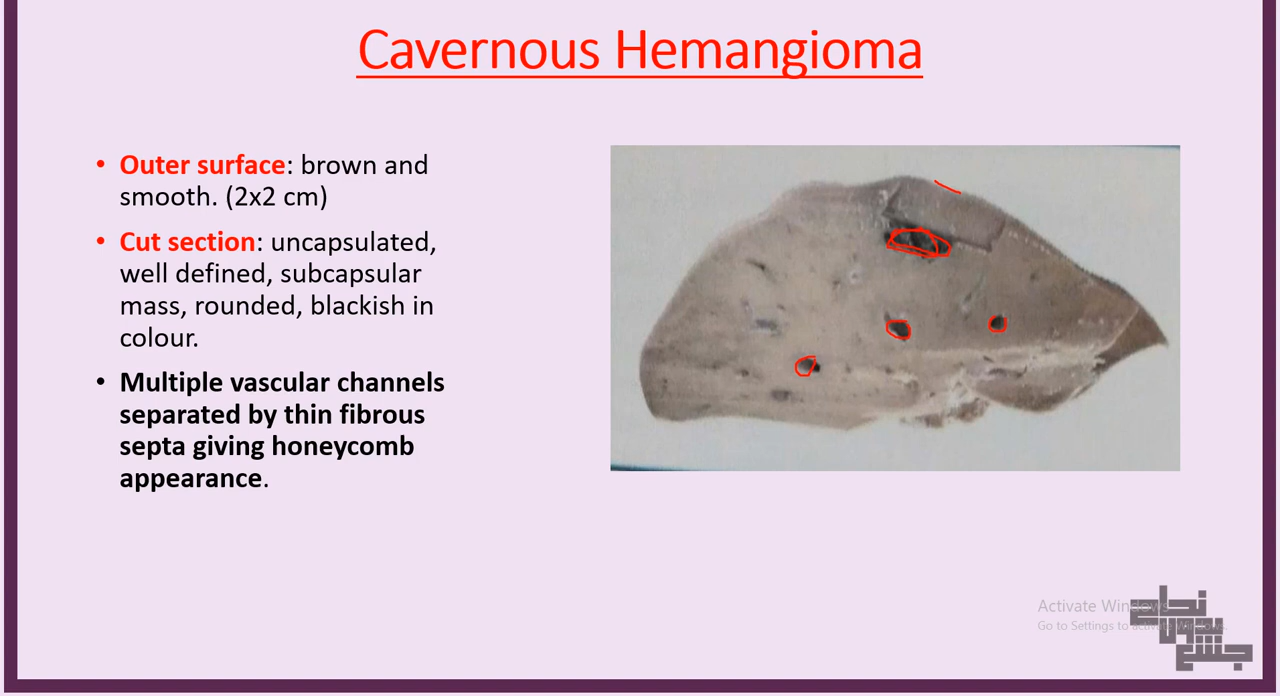 Cavernous Hemangioma
• Outer surface: brown and
smooth. (2x2 cm)
• Cut section: uncapsulated,
well defined, subcapsular
mass, rounded, blackish in
colour.
• Multiple vascular channels
separated by thin fibrous
septa giving honeycomb
appearance.
Activate Windows
Go to Settings to activate Windows.